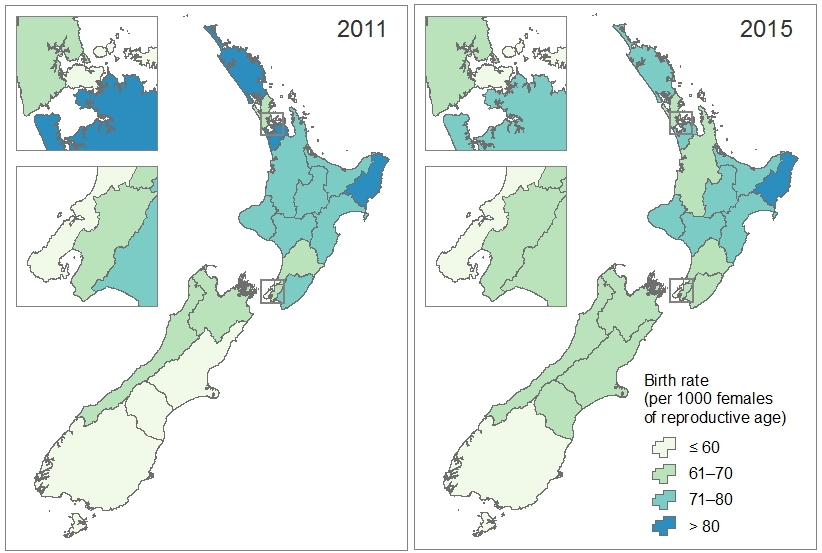 2011
2015
Birth rate
(per 1000 females
of reproductive age)
≤ 60
61–70
71–80
> 80